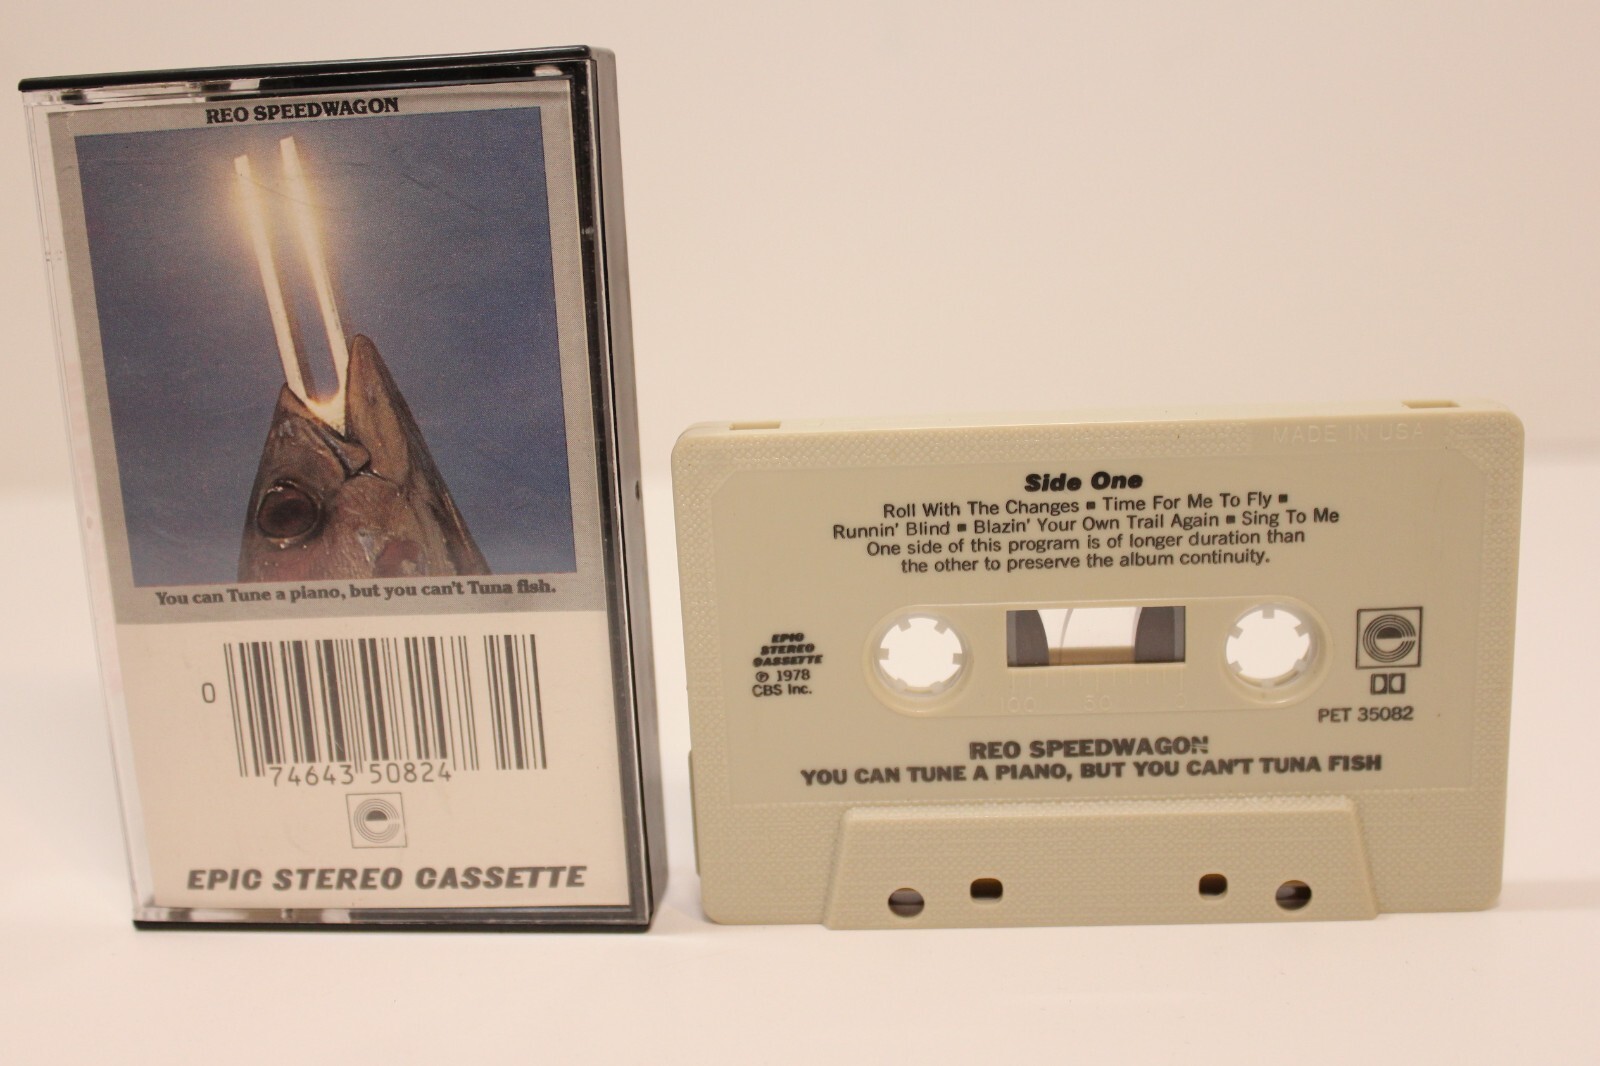 REO SPEEDWAGON
You can Tune a piano, but you can't Tuna fish.
0
74643 50824
EPIC STEREO CASSETTE
MADE IN USA
Side One
Roll With The Changes ▪ Time For Me To Fly ▪
Runnin' Blind ▪ Blazin' Your Own Trail Again ▪ Sing To Me
One side of this program is of longer duration than
the other to preserve the album continuity.
EPIC
STEREO
CASSETTE
℗ 1978
CBS Inc.
100 50 0
PET 35082
REO SPEEDWAGON
YOU CAN TUNE A PIANO, BUT YOU CAN'T TUNA FISH